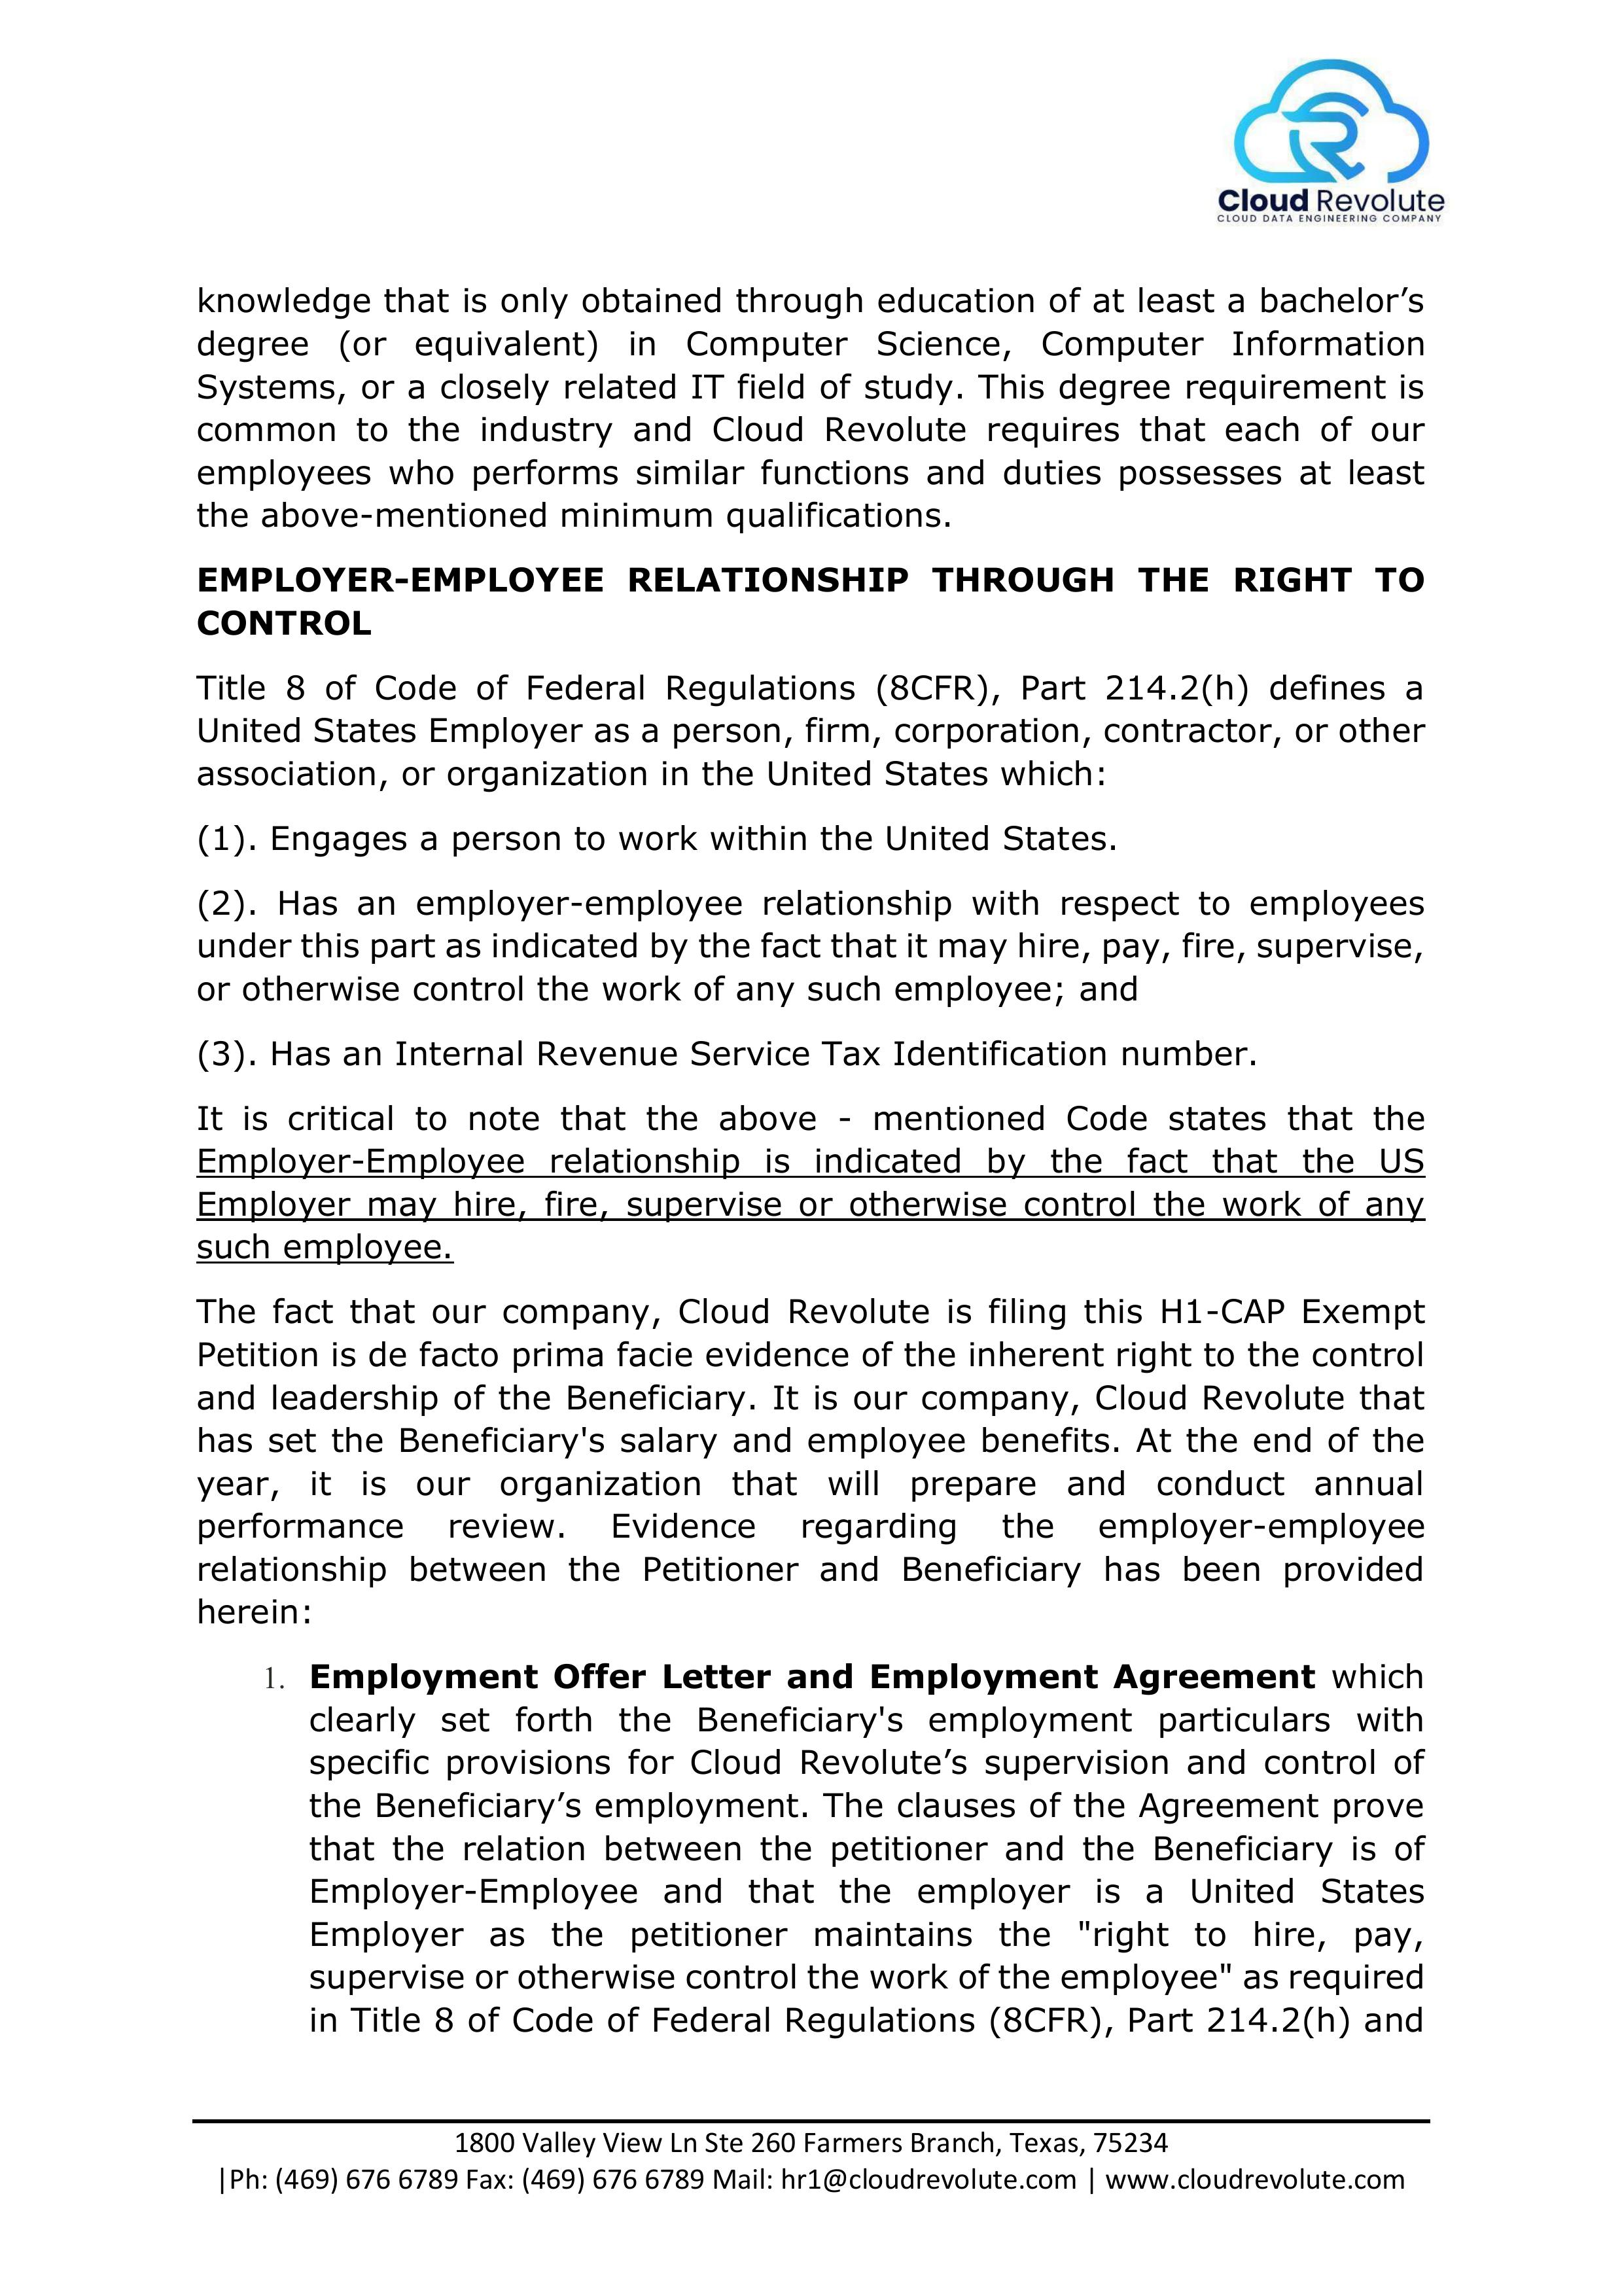 Cloud Revolute
CLOUD DATA ENGINEERING COMPANY
knowledge that is only obtained through education of at least a bachelor’s
degree (or equivalent) in Computer Science, Computer Information
Systems, or a closely related IT field of study. This degree requirement is
common to the industry and Cloud Revolute requires that each of our
employees who performs similar functions and duties possesses at least
the above-mentioned minimum qualifications.
EMPLOYER-EMPLOYEE RELATIONSHIP THROUGH THE RIGHT TO
CONTROL
Title 8 of Code of Federal Regulations (8CFR), Part 214.2(h) defines a
United States Employer as a person, firm, corporation, contractor, or other
association, or organization in the United States which:
(1). Engages a person to work within the United States.
(2). Has an employer-employee relationship with respect to employees
under this part as indicated by the fact that it may hire, pay, fire, supervise,
or otherwise control the work of any such employee; and
(3). Has an Internal Revenue Service Tax Identification number.
It is critical to note that the above - mentioned Code states that the
Employer-Employee relationship is indicated by the fact that the US
Employer may hire, fire, supervise or otherwise control the work of any
such employee.
The fact that our company, Cloud Revolute is filing this H1-CAP Exempt
Petition is de facto prima facie evidence of the inherent right to the control
and leadership of the Beneficiary. It is our company, Cloud Revolute that
has set the Beneficiary's salary and employee benefits. At the end of the
year, it is our organization that will prepare and conduct annual
performance review. Evidence regarding the employer-employee
relationship between the Petitioner and Beneficiary has been provided
herein:
1. Employment Offer Letter and Employment Agreement which
clearly set forth the Beneficiary's employment particulars with
specific provisions for Cloud Revolute’s supervision and control of
the Beneficiary’s employment. The clauses of the Agreement prove
that the relation between the petitioner and the Beneficiary is of
Employer-Employee and that the employer is a United States
Employer as the petitioner maintains the "right to hire, pay,
supervise or otherwise control the work of the employee" as required
in Title 8 of Code of Federal Regulations (8CFR), Part 214.2(h) and
1800 Valley View Ln Ste 260 Farmers Branch, Texas, 75234
|Ph: (469) 676 6789 Fax: (469) 676 6789 Mail: hr1@cloudrevolute.com | www.cloudrevolute.com